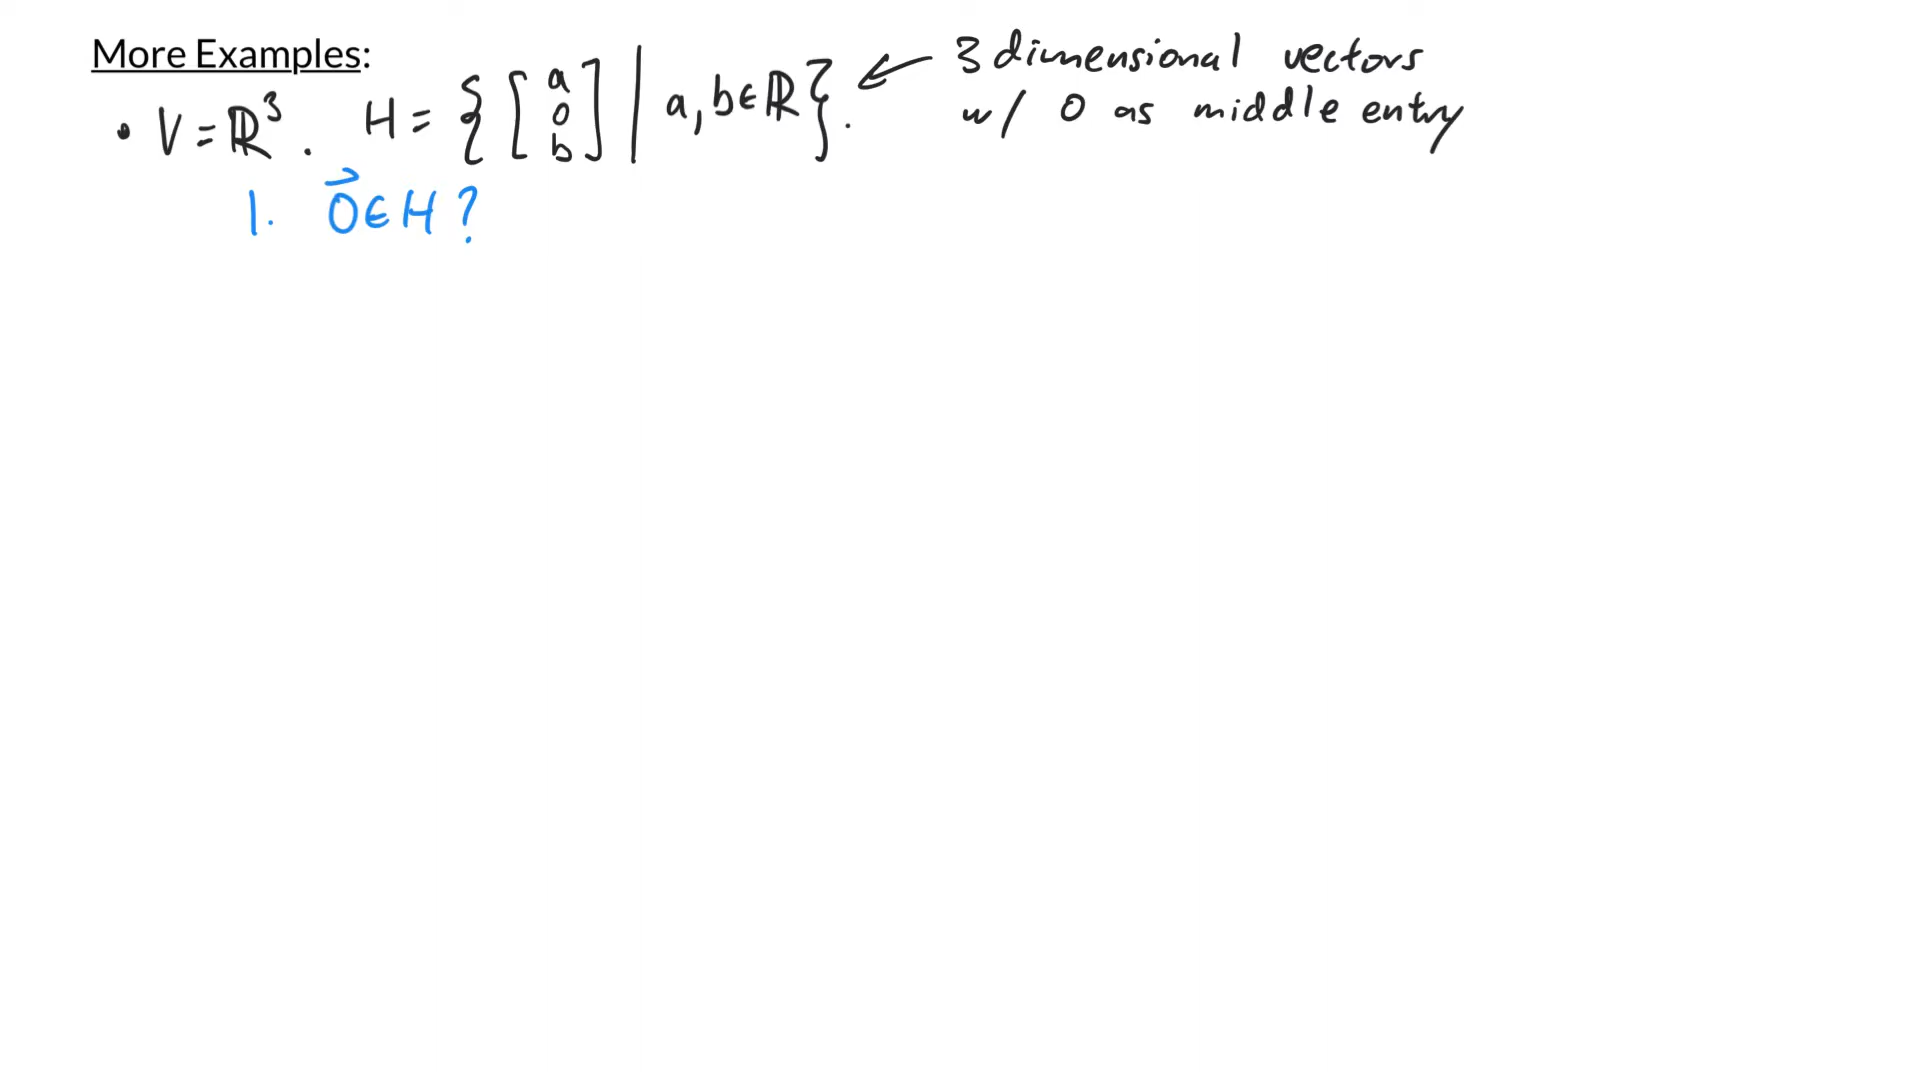 More Examples:
• V = ℝ³. H = { [a 0 b] | a, b ∈ ℝ }. ← 3 dimensional vectors
w/ 0 as middle entry
1. 0⃗ ∈ H ?